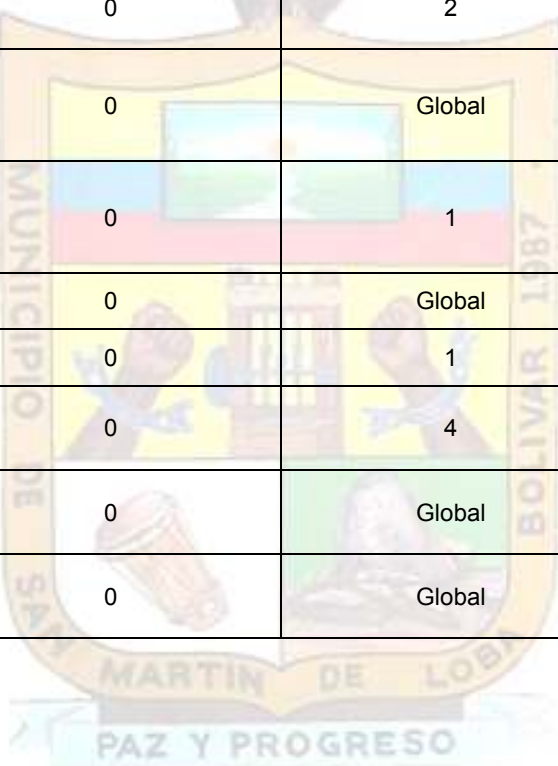 0 2
0 Global
0 1
0 Global
0 1
0 4
0 Global
0 Global
MUNICIPIO DE SAN MARTIN DE LOBA
BOLIVAR 1987
PAZ Y PROGRESO